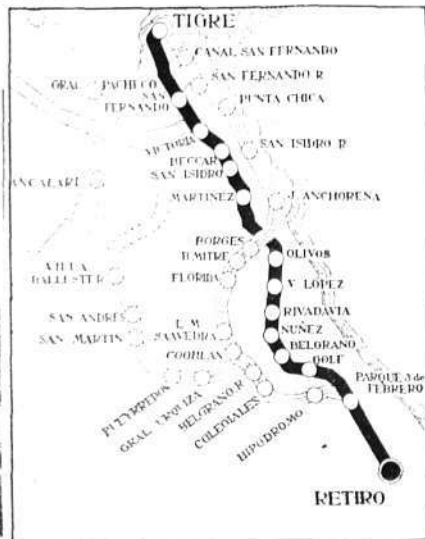 TIGRE
CANAL SAN FERNANDO
SAN FERNANDO R
GRAL PACHECO
SAN
FERNANDO
PUNTA CHICA
VICTORIA
SAN ISIDRO R
BECCAR
SAN ISIDRO
ANCALARI
MARTINEZ
J. ANCHORENA
BORGES
B. MITRE
OLIVOS
VILLA
BALLESTER
FLORIDA
V. LOPEZ
SAN ANDRES
RIVADAVIA
L. M.
SAAVEDRA
NUÑEZ
SAN MARTIN
COGHLAN
BELGRANO
GOLF
PARQUE 3 de
FEBRERO
PUEYRREDON
GRAL URQUIZA
BELGRANO R
COLEGIALES
HIPODROMO
RETIRO